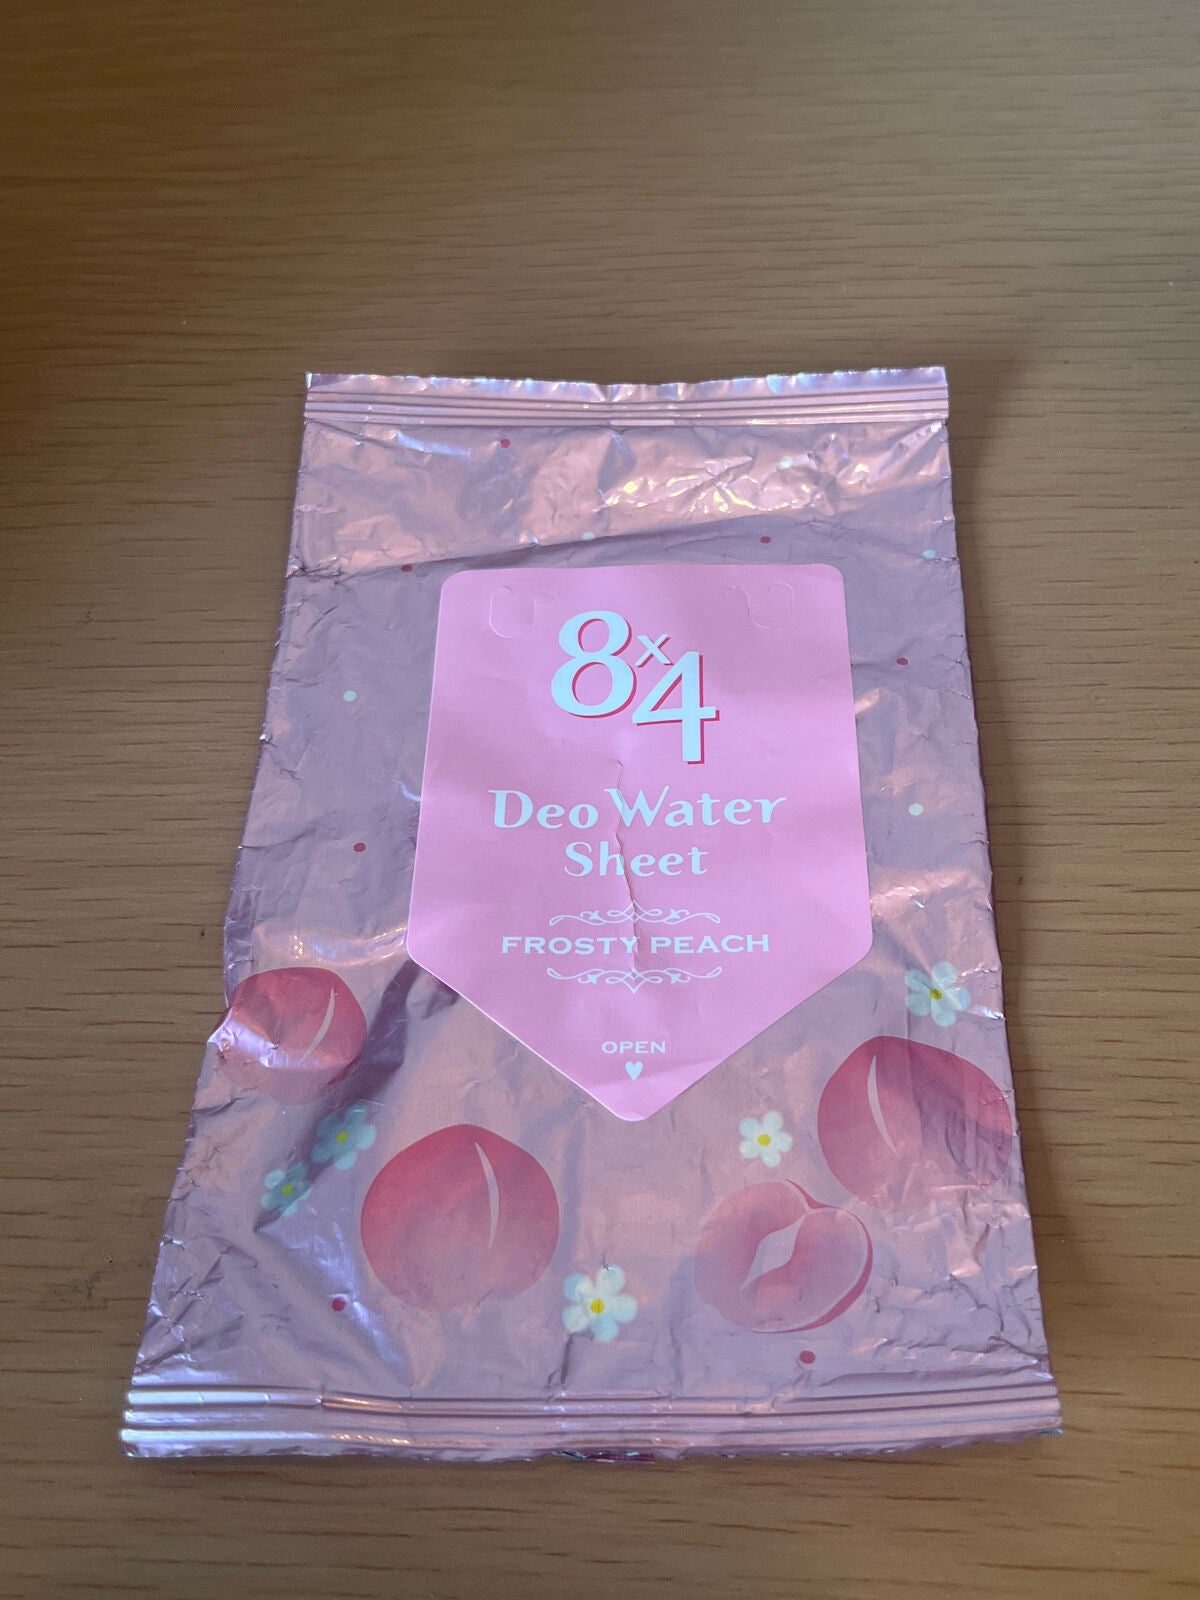 8x4
Deo Water
Sheet
FROSTY PEACH
OPEN